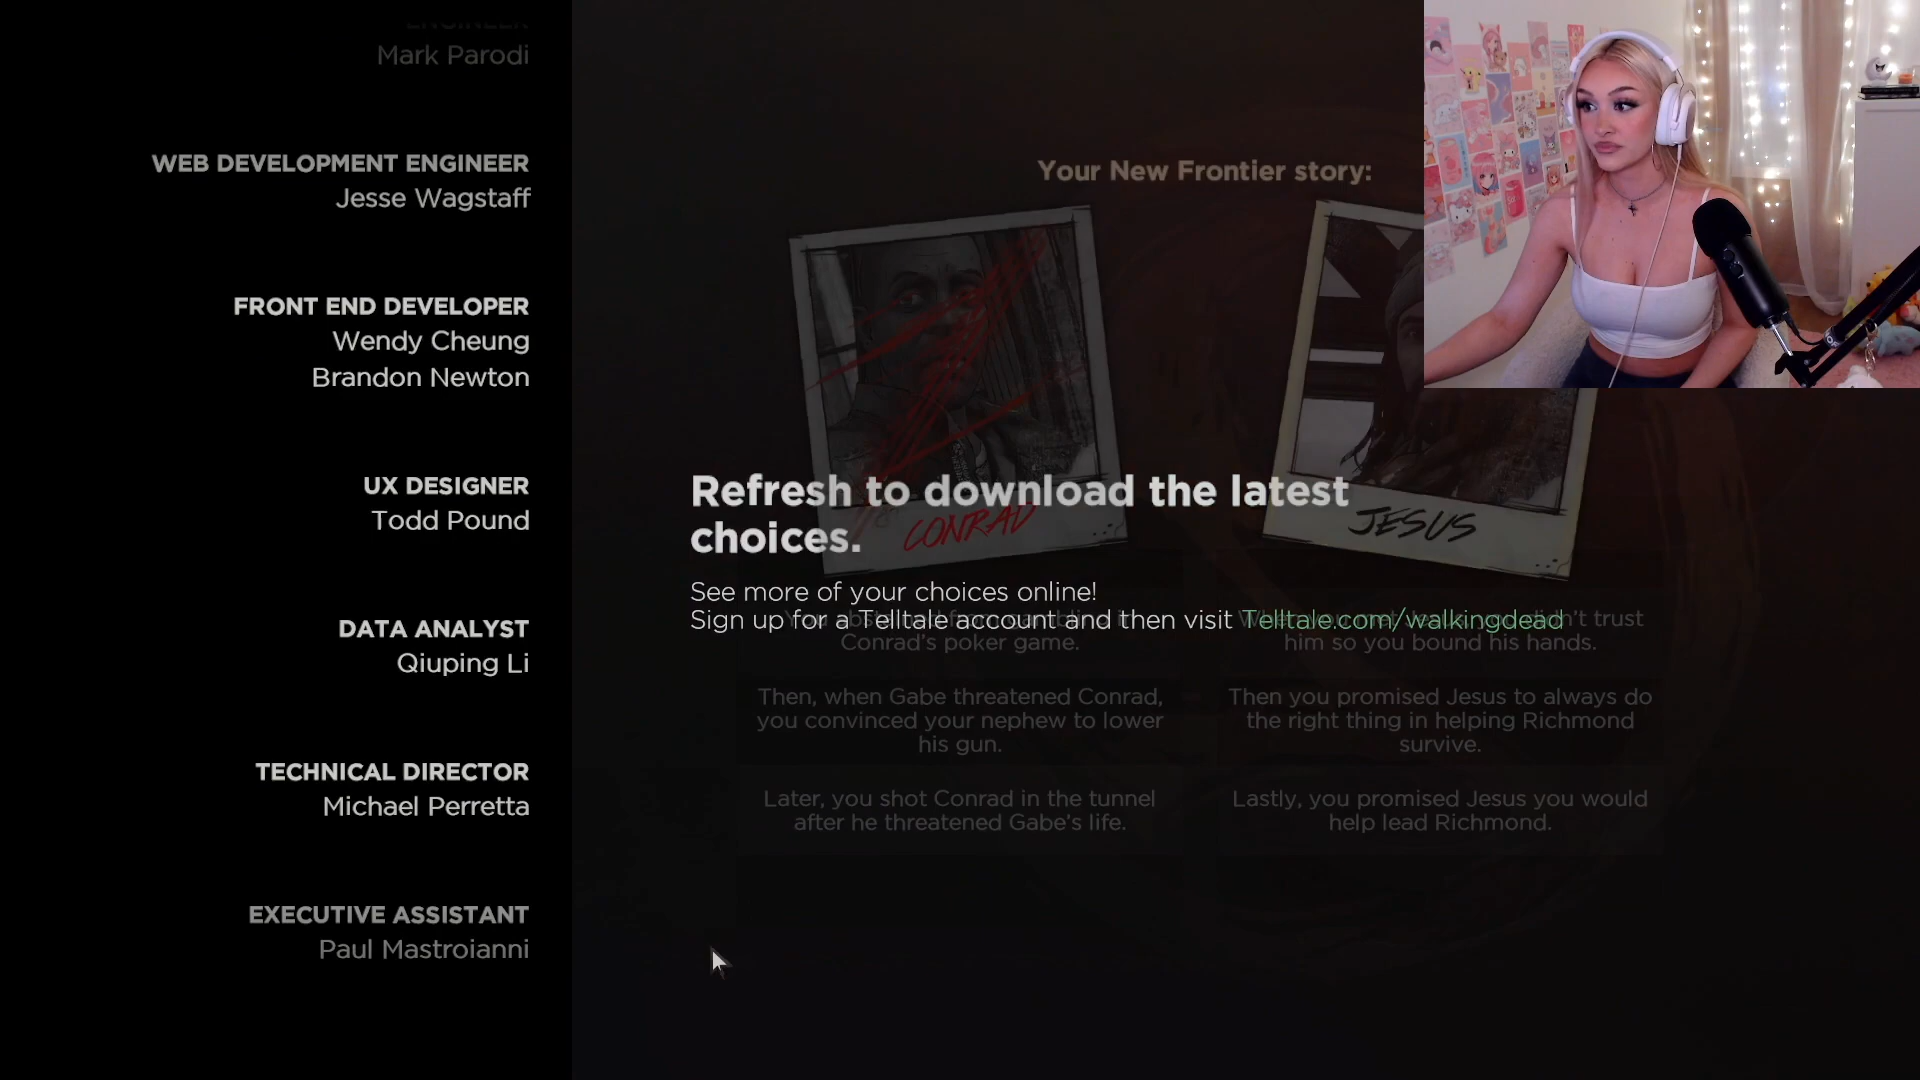 ENGINEER
Mark Parodi
WEB DEVELOPMENT ENGINEER
Jesse Wagstaff
FRONT END DEVELOPER
Wendy Cheung
Brandon Newton
UX DESIGNER
Todd Pound
DATA ANALYST
Qiuping Li
TECHNICAL DIRECTOR
Michael Perretta
EXECUTIVE ASSISTANT
Paul Mastroianni
Your New Frontier story:
CONRAD
JESUS
Refresh to download the latest
choices.
See more of your choices online!
Sign up for a Telltale account and then visit Telltale.com/walkingdead
Conrad's poker game.
Then, when Gabe threatened Conrad,
you convinced your nephew to lower
his gun.
Later, you shot Conrad in the tunnel
after he threatened Gabe's life.
trust
him so you bound his hands.
Then you promised Jesus to always do
the right thing in helping Richmond
survive.
Lastly, you promised Jesus you would
help lead Richmond.